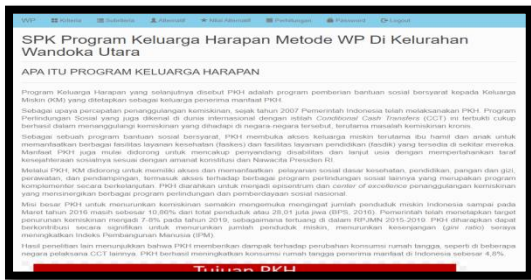 WP Kriteria Subkriteria Alternatif Nilai Alternatif Perhitungan Password Logout
SPK Program Keluarga Harapan Metode WP Di Kelurahan
Wandoka Utara
APA ITU PROGRAM KELUARGA HARAPAN
Program Keluarga Harapan yang selanjutnya disebut PKH adalah program pemberian bantuan sosial bersyarat kepada Keluarga
Miskin (KM) yang ditetapkan sebagai keluarga penerima manfaat PKH.
Sebagai upaya percepatan penanggulangan kemiskinan, sejak tahun 2007 Pemerintah Indonesia telah melaksanakan PKH. Program
Perlindungan Sosial yang juga dikenal di dunia internasional dengan istilah Conditional Cash Transfers (CCT) ini terbukti cukup
berhasil dalam menanggulangi kemiskinan yang dihadapi di negara-negara tersebut, terutama masalah kemiskinan kronis.
Sebagai sebuah program bantuan sosial bersyarat, PKH membuka akses keluarga miskin terutama ibu hamil dan anak untuk
memanfaatkan berbagai fasilitas layanan kesehatan (faskes) dan fasilitas layanan pendidikan (fasdik) yang tersedia di sekitar mereka.
Manfaat PKH juga mulai didorong untuk mencakup penyandang disabilitas dan lanjut usia dengan mempertahankan taraf
kesejahteraan sosialnya sesuai dengan amanat konstitusi dan Nawacita Presiden RI.
Melalui PKH, KM didorong untuk memiliki akses dan memanfaatkan pelayanan sosial dasar kesehatan, pendidikan, pangan dan gizi,
perawatan, dan pendampingan, termasuk akses terhadap berbagai program perlindungan sosial lainnya yang merupakan program
komplementer secara berkelanjutan. PKH diarahkan untuk menjadi episentrum dan center of excellence penanggulangan kemiskinan
yang mensinergikan berbagai program perlindungan dan pemberdayaan sosial nasional.
Misi besar PKH untuk menurunkan kemiskinan semakin mengemuka mengingat jumlah penduduk miskin Indonesia sampai pada
Maret tahun 2016 masih sebesar 10,86% dari total penduduk atau 28,01 juta jiwa (BPS, 2016). Pemerintah telah menetapkan target
penurunan kemiskinan menjadi 7-8% pada tahun 2019, sebagaimana tertuang di dalam RPJMN 2015-2019. PKH diharapkan dapat
berkontribusi secara signifikan untuk menurunkan jumlah penduduk miskin, menurunkan kesenjangan (gini ratio) seraya
meningkatkan Indeks Pembangunan Manusia (IPM).
Hasil penelitian lain menunjukkan bahwa PKH memberikan dampak terhadap perubahan konsumsi rumah tangga, seperti di beberapa
negara pelaksana CCT lainnya. PKH berhasil meningkatkan konsumsi rumah tangga penerima manfaat di Indonesia sebesar 4,8%.
Tujuan PKH